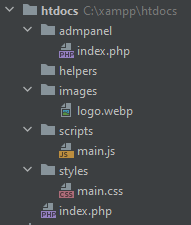 htdocs C:\xampp\htdocs
admpanel
PHP index.php
helpers
images
logo.webp
scripts
JS main.js
styles
CSS main.css
PHP index.php